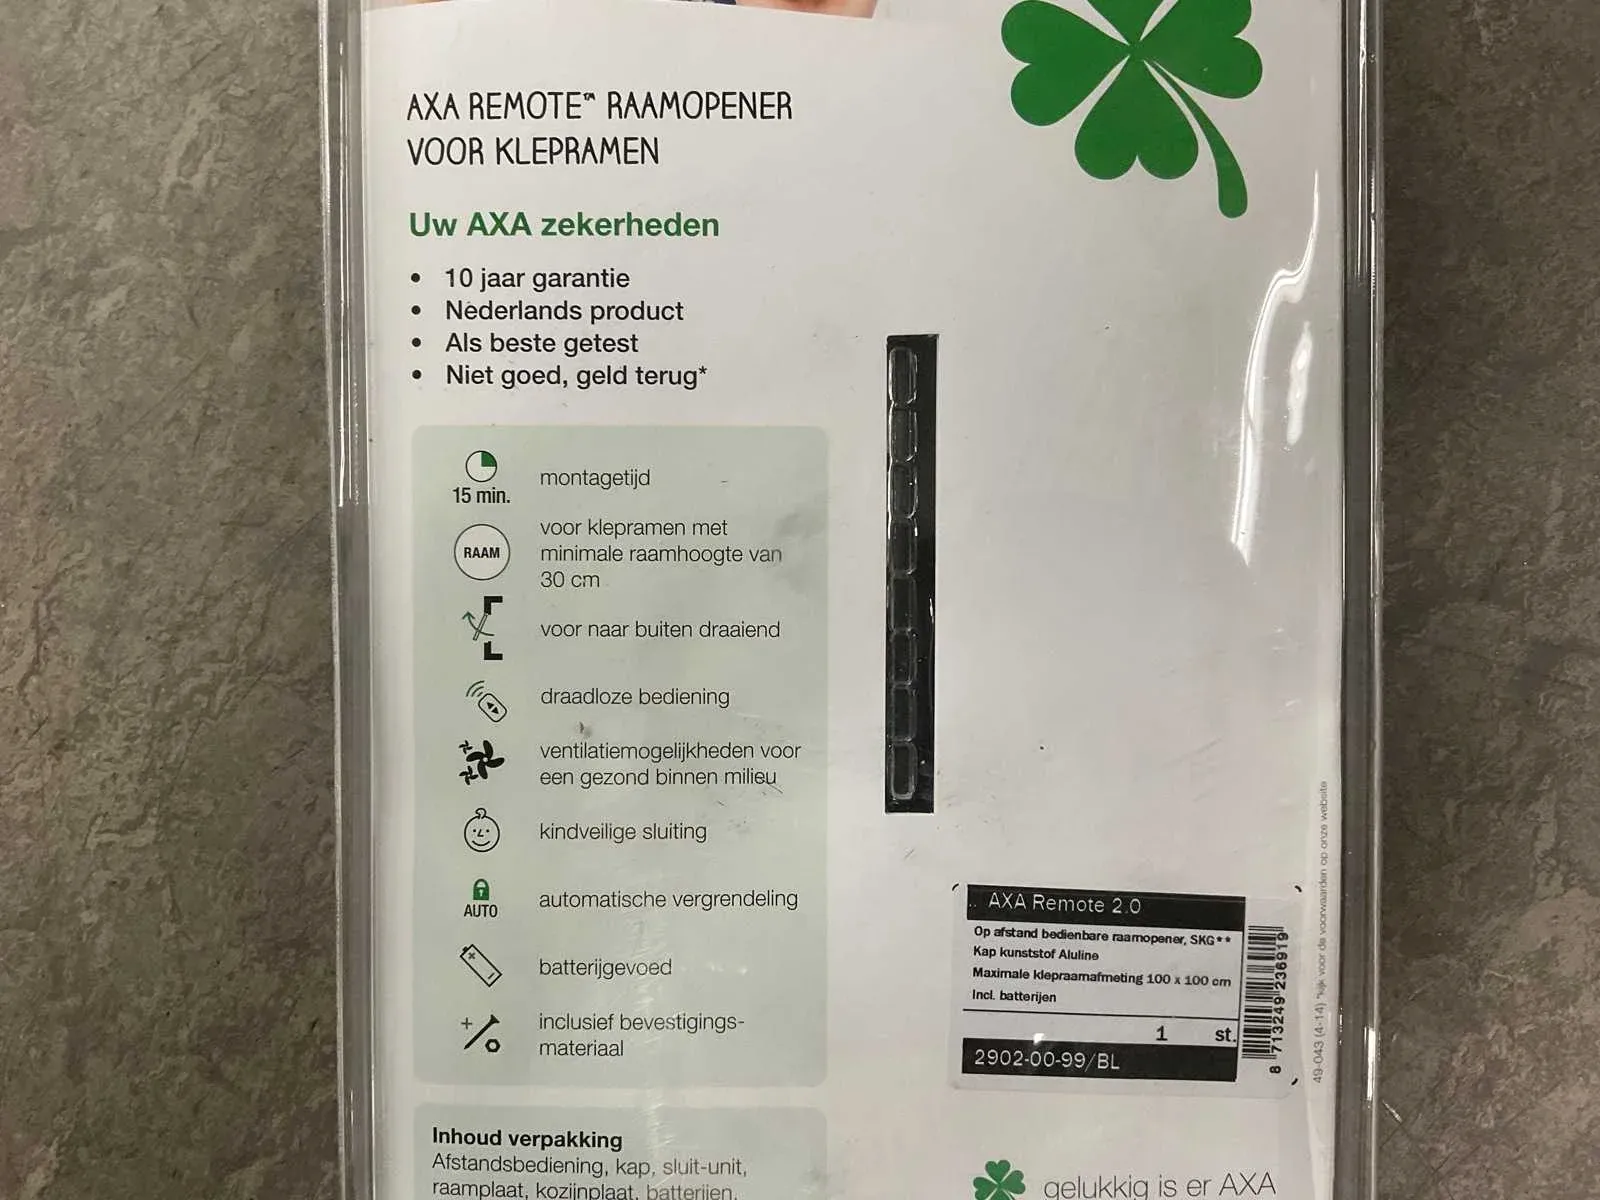 AXA REMOTE™ RAAMOPENER
VOOR KLEPRAMEN
Uw AXA zekerheden
• 10 jaar garantie
• Nederlands product
• Als beste getest
• Niet goed, geld terug*
15 min.
montagetijd
RAAM
voor klepramen met
minimale raamhoogte van
30 cm
voor naar buiten draaiend
draadloze bediening
ventilatiemogelijkheden voor
een gezond binnen milieu
kindveilige sluiting
AUTO
automatische vergrendeling
batterijgevoed
inclusief bevestigings-
materiaal
Inhoud verpakking
Afstandsbediening, kap, sluit-unit,
raamplaat, kozijnplaat, batterijen,
AXA Remote 2.0
Op afstand bedienbare raamopener, SKG**
Kap kunststof Aluline
Maximale klepraamafmeting 100 x 100 cm
Incl. batterijen
1 st.
2902-00-99/BL
8 713249 236919
49-043 (4-14) *kijk voor de voorwaarden op onze website
gelukkig is er AXA